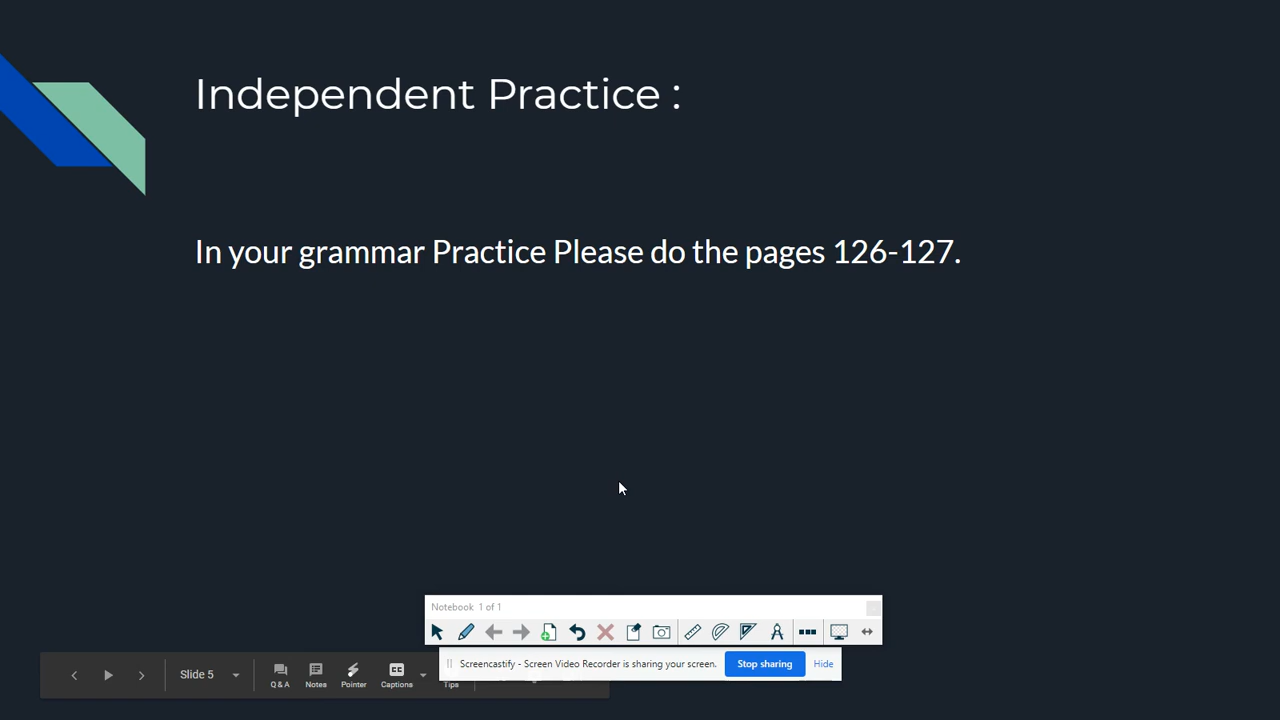 Independent Practice :
In your grammar Practice Please do the pages 126-127.
Notebook 1 of 1
Screencastify - Screen Video Recorder is sharing your screen.
Stop sharing
Hide
Slide 5
Q & A
Notes
Pointer
Captions
Tips